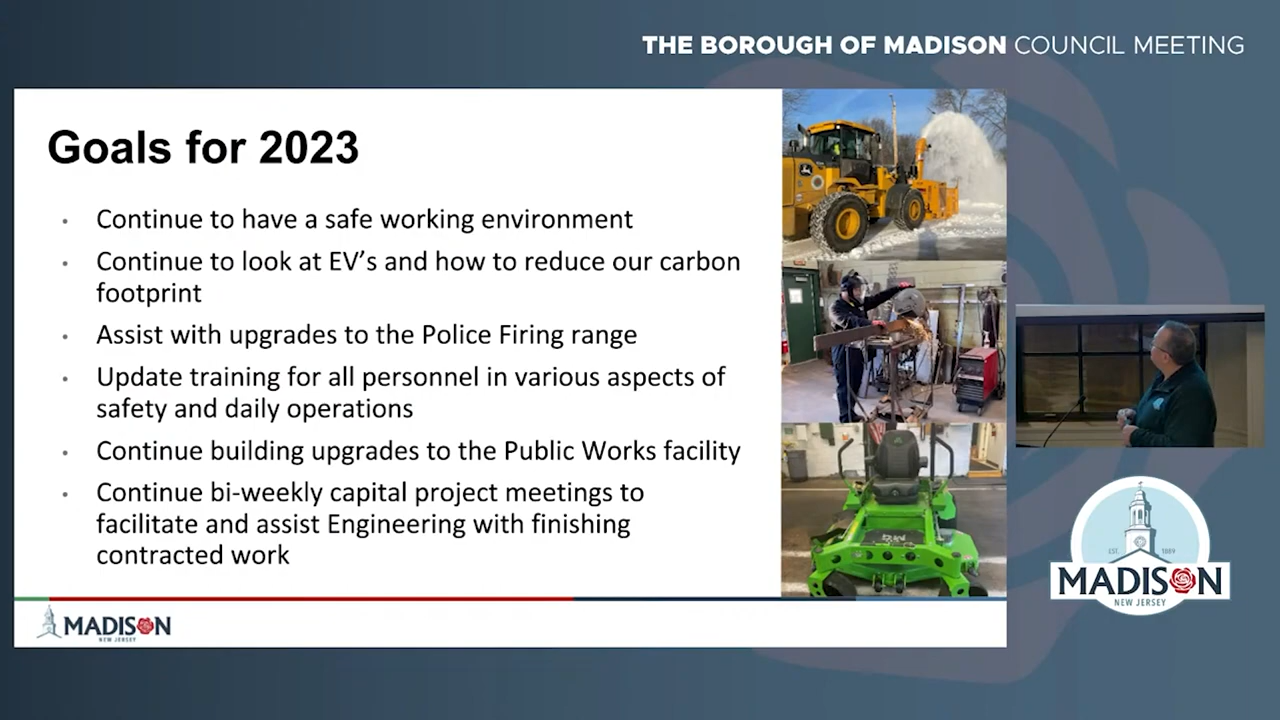 THE BOROUGH OF MADISON COUNCIL MEETING
Goals for 2023
• Continue to have a safe working environment
• Continue to look at EV’s and how to reduce our carbon
footprint
• Assist with upgrades to the Police Firing range
• Update training for all personnel in various aspects of
safety and daily operations
• Continue building upgrades to the Public Works facility
• Continue bi-weekly capital project meetings to
facilitate and assist Engineering with finishing
contracted work
MADISON
NEW JERSEY
EST. 1889
MADISON
NEW JERSEY